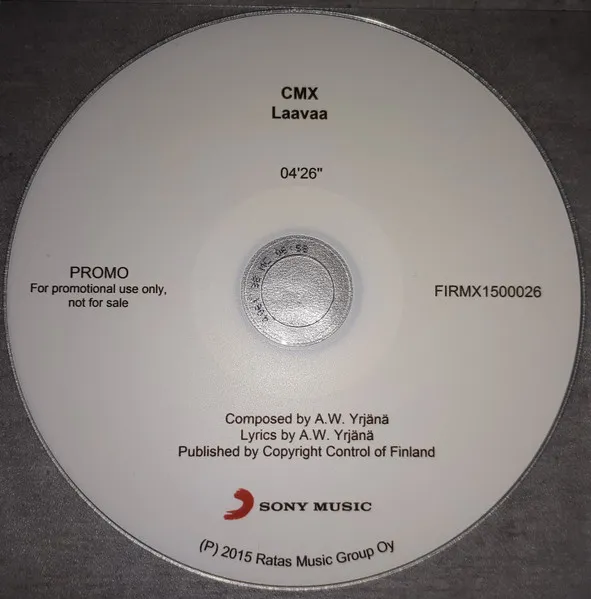 CMX
Laavaa
04'26"
PROMO
For promotional use only,
not for sale
FIRMX1500026
Composed by A.W. Yrjänä
Lyrics by A.W. Yrjänä
Published by Copyright Control of Finland
SONY MUSIC
(P) 2015 Ratas Music Group Oy